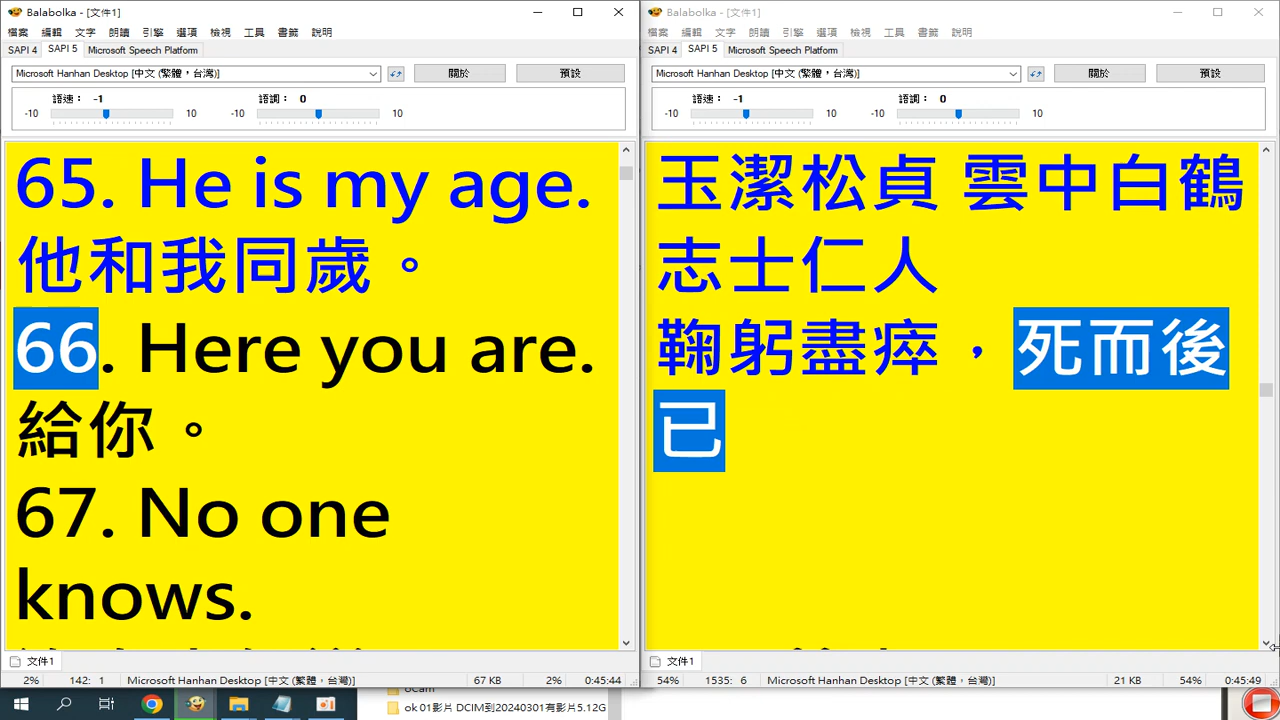 Balabolka - [文件1]
檔案 編輯 文字 朗讀 引擎 選項 檢視 工具 書籤 說明
SAPI 4 SAPI 5 Microsoft Speech Platform
Microsoft Hanhan Desktop [中文 (繁體，台灣)]
關於 預設
語速： -1 語調： 0
-10 10 -10 10
65. He is my age.
他和我同歲。
66. Here you are.
給你。
67. No one
knows.
文件1
2% 142: 1 Microsoft Hanhan Desktop [中文 (繁體，台灣)] 67 KB 2% 0:45:44
Balabolka - [文件1]
檔案 編輯 文字 朗讀 引擎 選項 檢視 工具 書籤 說明
SAPI 4 SAPI 5 Microsoft Speech Platform
Microsoft Hanhan Desktop [中文 (繁體，台灣)]
關於 預設
語速： -1 語調： 0
-10 10 -10 10
玉潔松貞 雲中白鶴
志士仁人
鞠躬盡瘁，死而後
已
文件1
54% 1535: 6 Microsoft Hanhan Desktop [中文 (繁體，台灣)] 21 KB 54% 0:45:49
oCam
ok 01影片 DCIM到20240301有影片5.12G